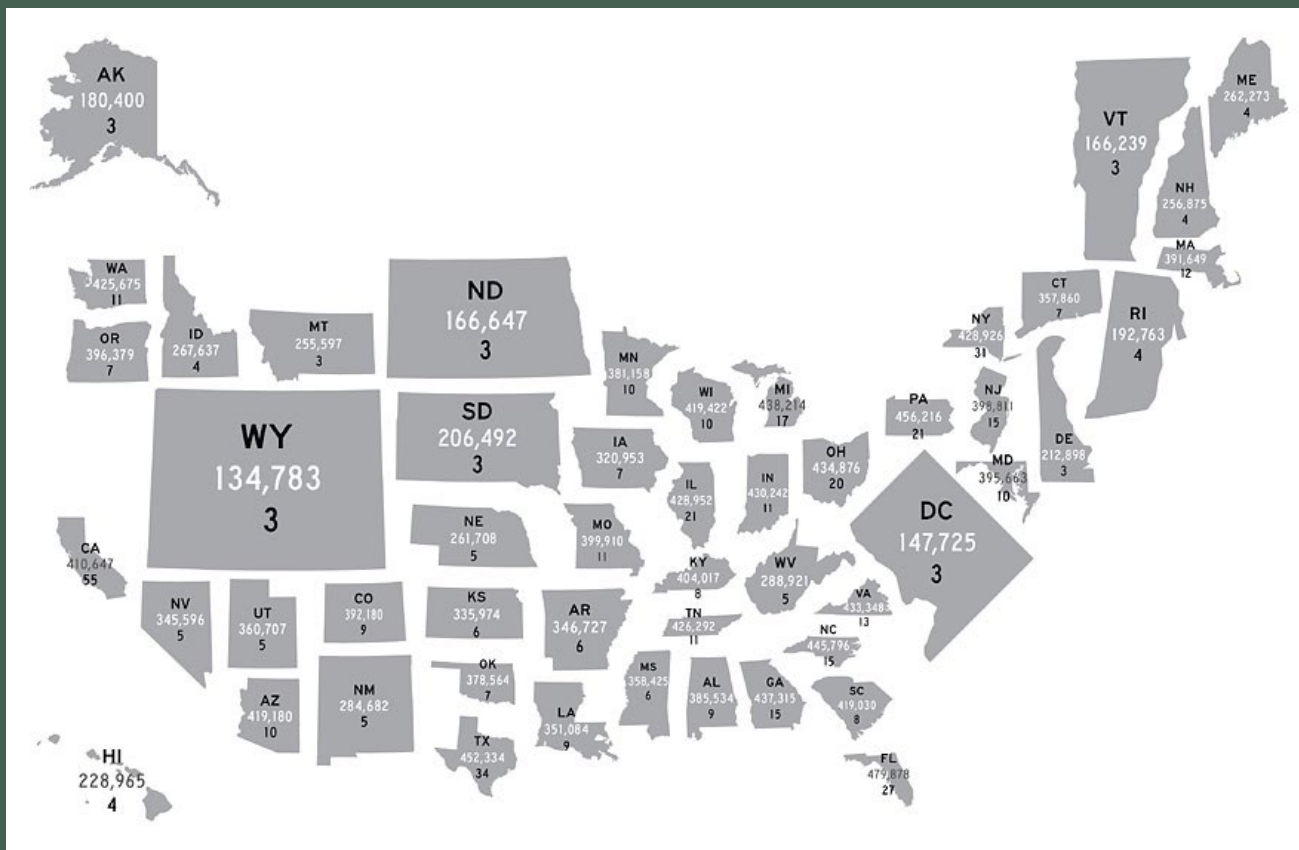 AK
180,400
3
VT
166,239
3
ME
262,273
4
NH
256,875
4
MA
391,649
12
WA
425,675
11
OR
396,379
7
ID
267,637
4
MT
255,597
3
ND
166,647
3
MN
381,158
10
WI
419,422
10
MI
438,214
17
NY
428,926
31
CT
357,860
7
RI
192,763
4
WY
134,783
3
SD
206,492
3
IA
320,953
7
IL
428,952
21
IN
430,242
11
OH
434,876
20
PA
456,216
21
NJ
398,811
15
DE
212,898
3
MD
395,663
10
DC
147,725
3
CA
410,647
55
NE
261,708
5
MO
399,910
11
KY
404,017
8
WV
288,921
5
VA
433,348
13
NV
345,596
5
UT
360,707
5
CO
392,180
9
KS
335,974
6
AR
346,727
6
TN
426,292
11
NC
445,796
15
AZ
419,180
10
NM
284,682
5
OK
378,564
7
LA
351,084
9
MS
358,425
6
AL
385,534
9
GA
437,315
15
SC
419,030
8
TX
452,334
34
FL
479,878
27
HI
228,965
4